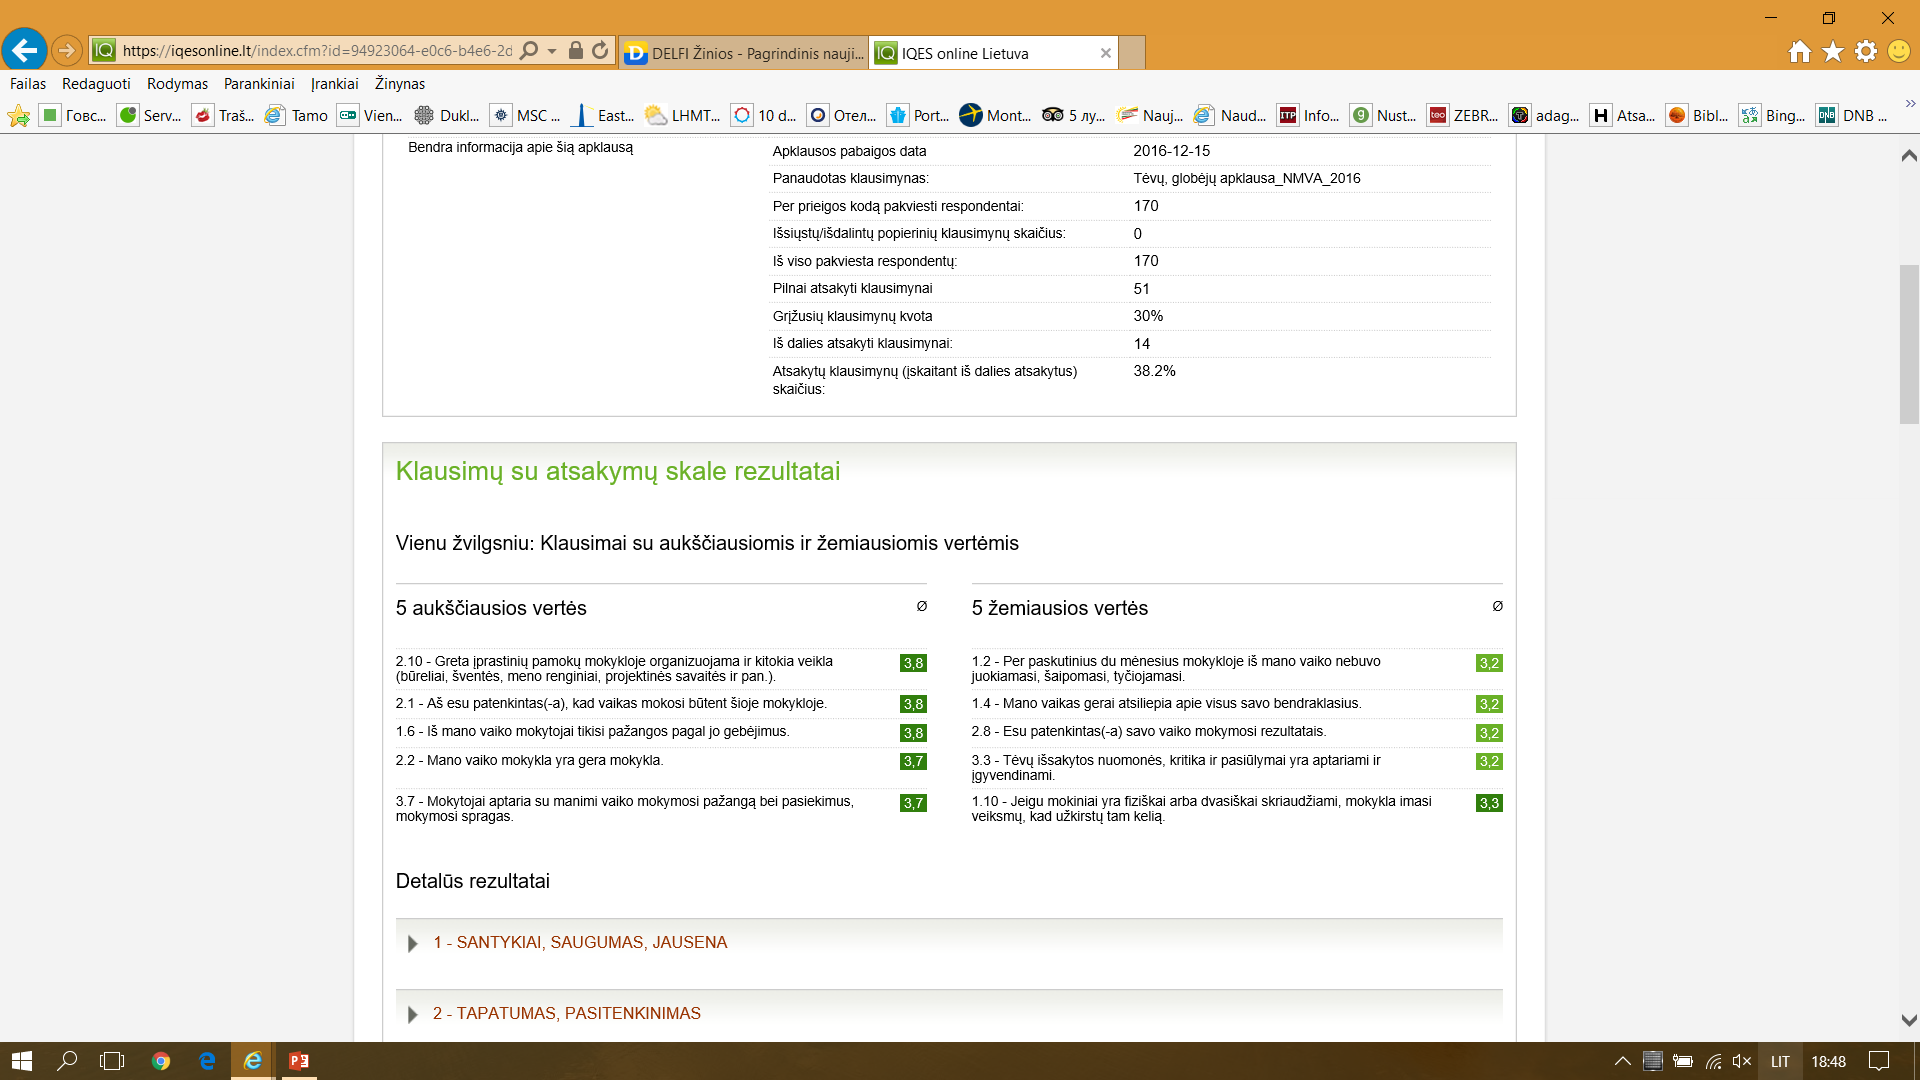 https://iqesonline.lt/index.cfm?id=94923064-e0c6-b4e6-2d
DELFI Žinios - Pagrindinis nauji...
IQES online Lietuva
Failas Redaguoti Rodymas Parankiniai Įrankiai Žinynas
Говс... Serv... Traš... Tamo Vien... Dukl... MSC ... East... LHMT... 10 d... Отел... Port... Mont... 5 лу... Nauj... Naud... Info... Nust... ZEBR... adag... Atsa... Bibl... Bing... DNB ...
Bendra informacija apie šią apklausą
Apklausos pabaigos data 2016-12-15
Panaudotas klausimynas: Tėvų, globėjų apklausa_NMVA_2016
Per prieigos kodą pakviesti respondentai: 170
Išsiųstų/išdalintų popierinių klausimynų skaičius: 0
Iš viso pakviesta respondentų: 170
Pilnai atsakyti klausimynai 51
Grįžusių klausimynų kvota 30%
Iš dalies atsakyti klausimynai: 14
Atsakytų klausimynų (įskaitant iš dalies atsakytus) 38.2%
skaičius:
Klausimų su atsakymų skale rezultatai
Vienu žvilgsniu: Klausimai su aukščiausiomis ir žemiausiomis vertėmis
5 aukščiausios vertės Ø
2.10 - Greta įprastinių pamokų mokykloje organizuojama ir kitokia veikla 3,8
(būreliai, šventės, meno renginiai, projektinės savaitės ir pan.).
2.1 - Aš esu patenkintas(-a), kad vaikas mokosi būtent šioje mokykloje. 3,8
1.6 - Iš mano vaiko mokytojai tikisi pažangos pagal jo gebėjimus. 3,8
2.2 - Mano vaiko mokykla yra gera mokykla. 3,7
3.7 - Mokytojai aptaria su manimi vaiko mokymosi pažangą bei pasiekimus, 3,7
mokymosi spragas.
5 žemiausios vertės Ø
1.2 - Per paskutinius du mėnesius mokykloje iš mano vaiko nebuvo 3,2
juokiamasi, šaipomasi, tyčiojamasi.
1.4 - Mano vaikas gerai atsiliepia apie visus savo bendraklasius. 3,2
2.8 - Esu patenkintas(-a) savo vaiko mokymosi rezultatais. 3,2
3.3 - Tėvų išsakytos nuomonės, kritika ir pasiūlymai yra aptariami ir 3,2
įgyvendinami.
1.10 - Jeigu mokiniai yra fiziškai arba dvasiškai skriaudžiami, mokykla imasi 3,3
veiksmų, kad užkirstų tam kelią.
Detalūs rezultatai
1 - SANTYKIAI, SAUGUMAS, JAUSENA
2 - TAPATUMAS, PASITENKINIMAS
LIT 18:48